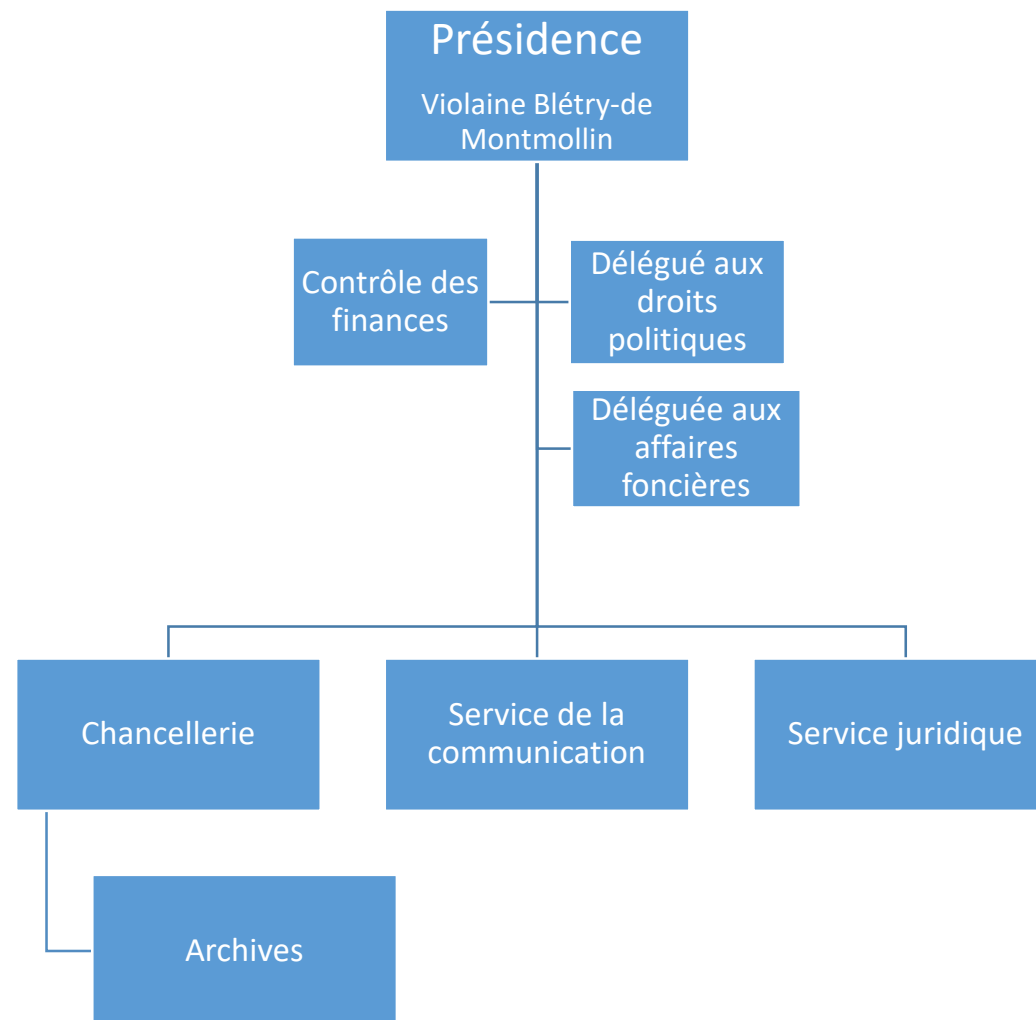 Présidence
Violaine Blétry-de
Montmollin
Contrôle des
finances
Délégué aux
droits
politiques
Déléguée aux
affaires
foncières
Chancellerie
Service de la
communication
Service juridique
Archives